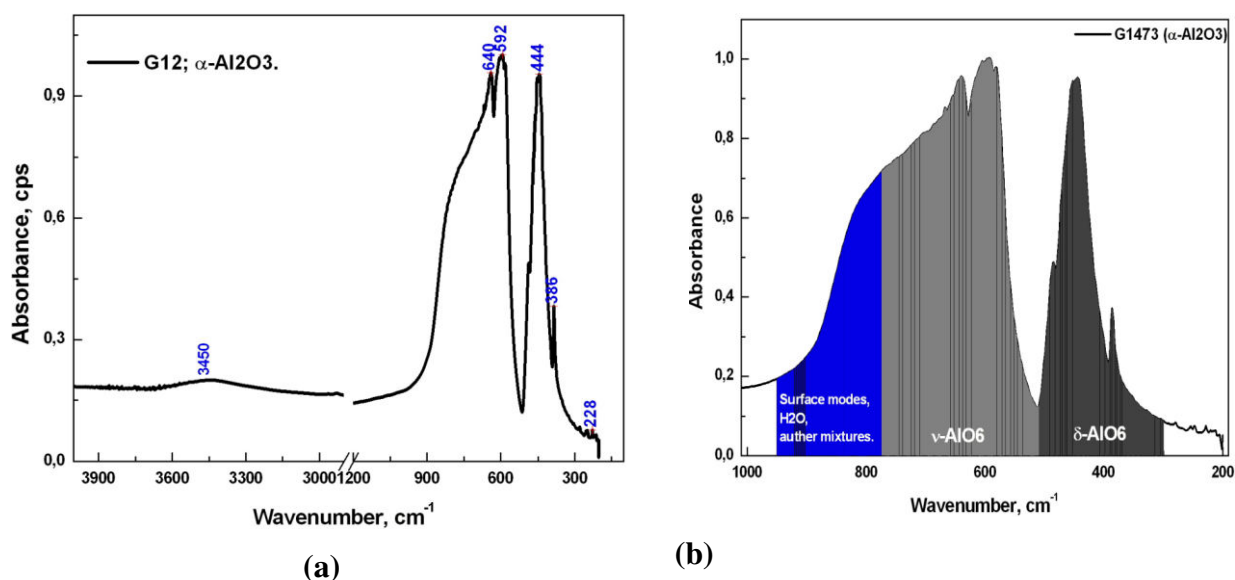 G12; α-Al2O3.
640
592
444
386
228
3450
0,9
0,6
0,3
0,0
Absorbance, cps
3900 3600 3300 3000 1200 900 600 300
Wavenumber, cm-1
(a)
G1473 (α-Al2O3)
1,0
0,8
0,6
0,4
0,2
0,0
Absorbance
Surface modes,
H2O,
auther mixtures.
ν-AlO6
δ-AlO6
1000 800 600 400 200
Wavenumber, cm-1
(b)